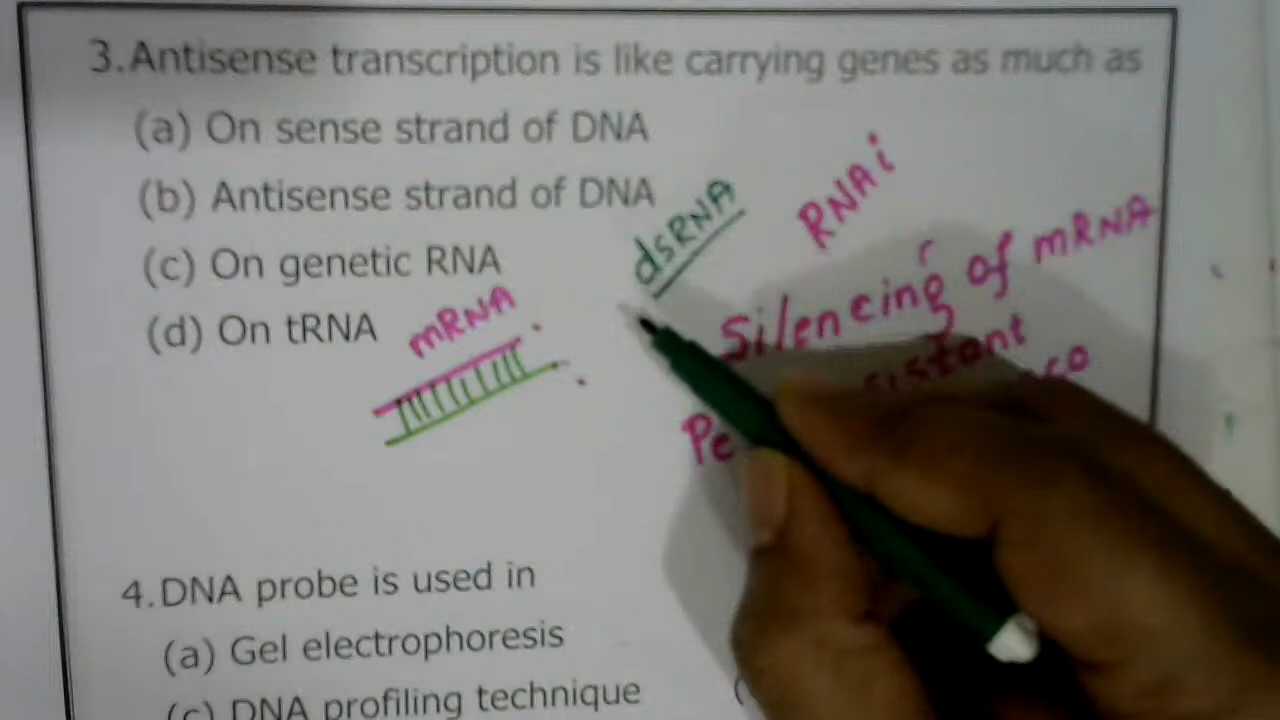 3.Antisense transcription is like carrying genes as much as
(a) On sense strand of DNA
(b) Antisense strand of DNA
(c) On genetic RNA
(d) On tRNA
dsRNA
RNAi
mRNA
Silencing of mRNA
Pe
4.DNA probe is used in
(a) Gel electrophoresis
(c) DNA profiling technique